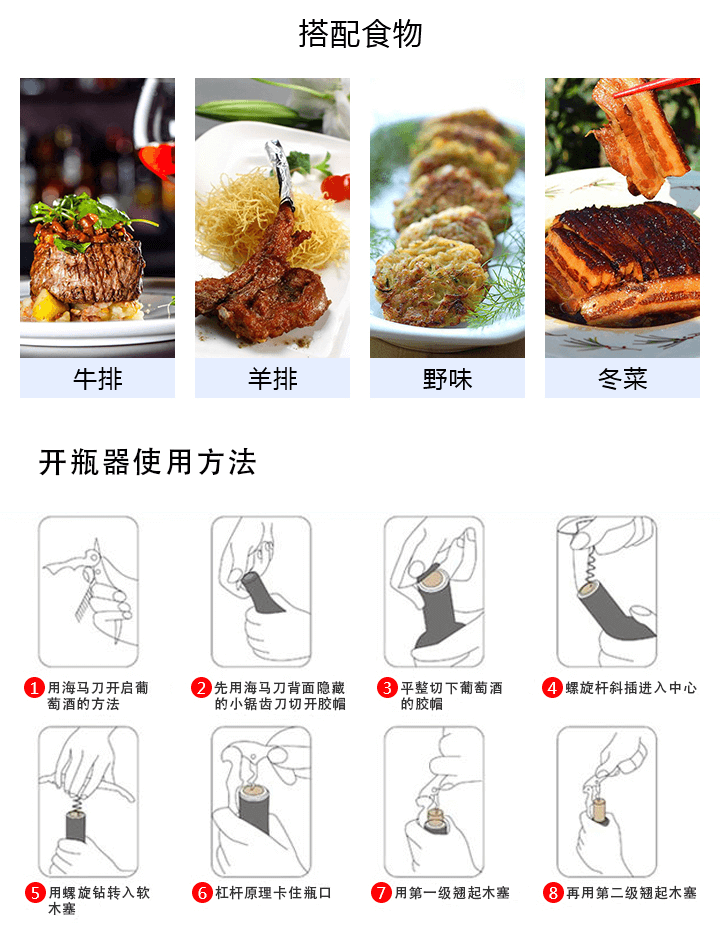 搭配食物
牛排
羊排
野味
冬菜
开瓶器使用方法
1 用海马刀开启葡
萄酒的方法
2 先用海马刀背面隐藏
的小锯齿刀切开胶帽
3 平整切下葡萄酒
的胶帽
4 螺旋杆斜插进入中心
5 用螺旋钻转入软
木塞
6 杠杆原理卡住瓶口
7 用第一级翘起木塞
8 再用第二级翘起木塞